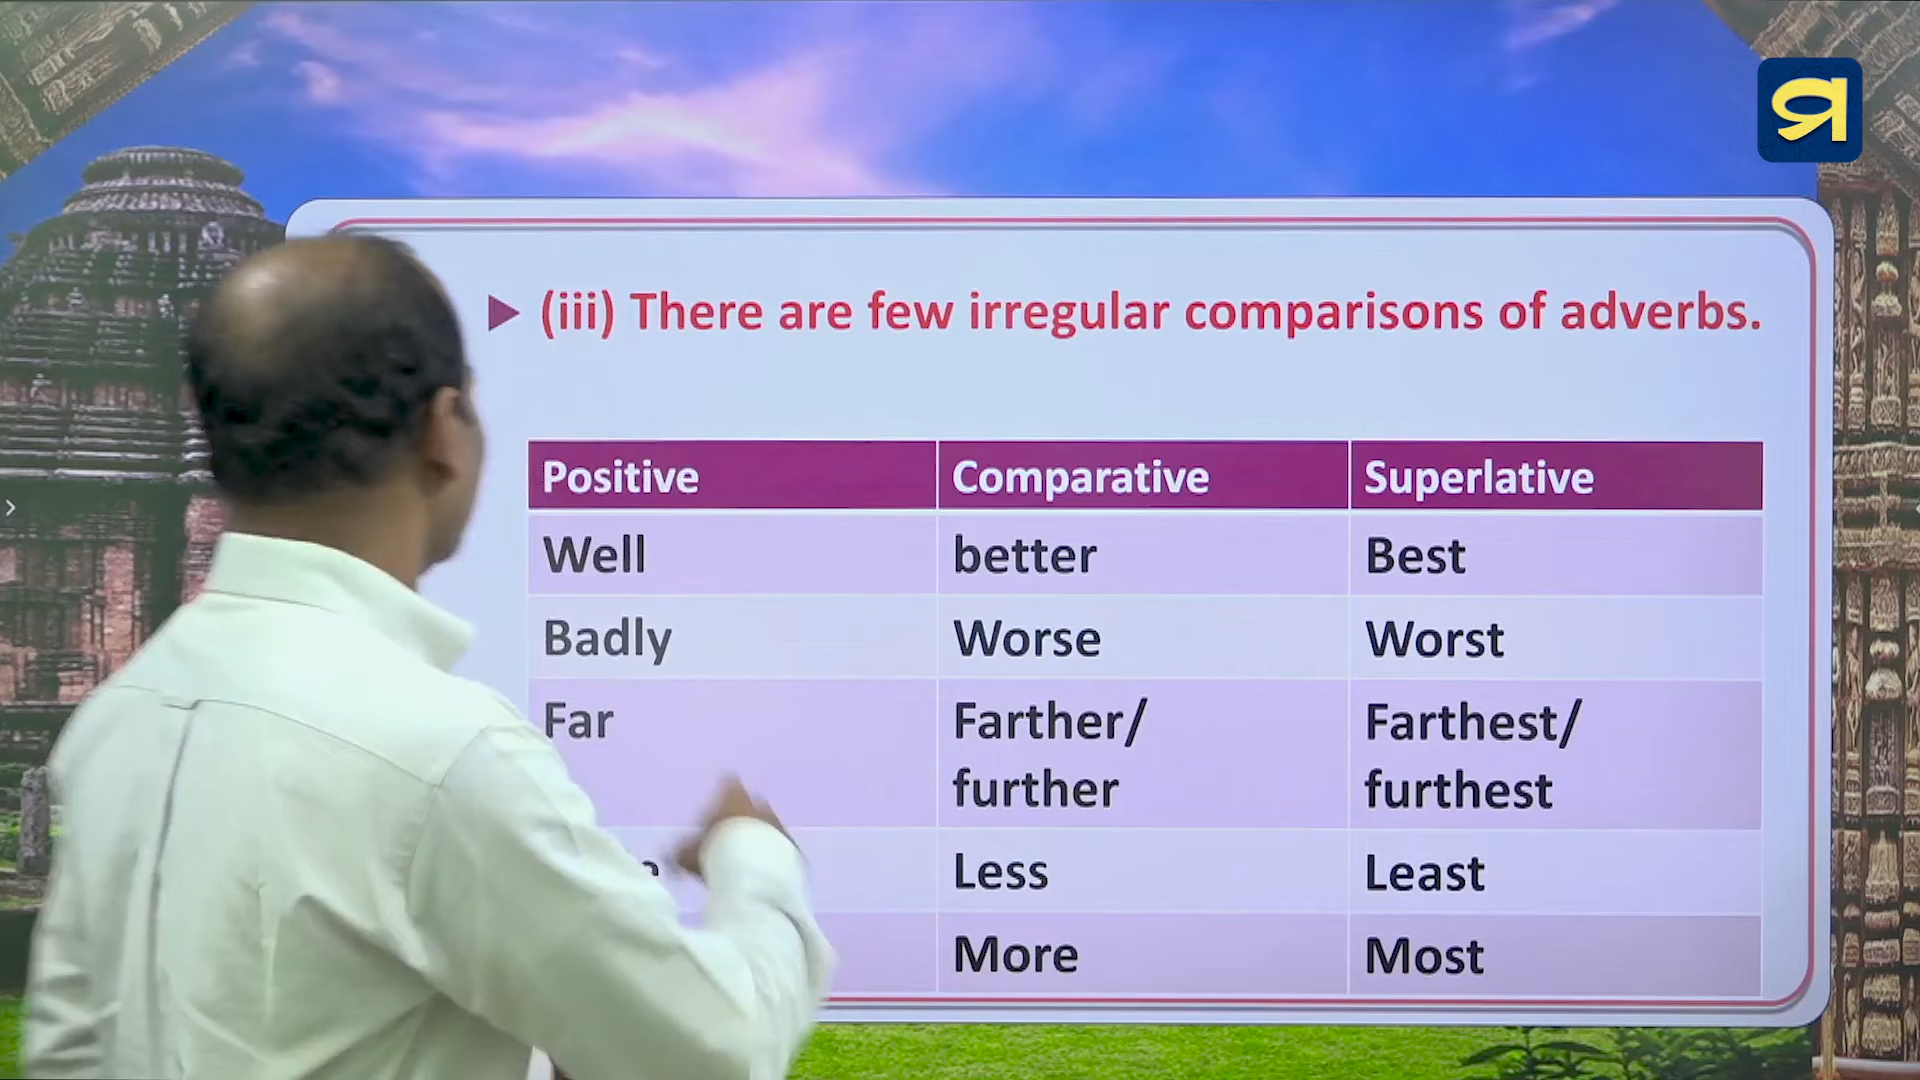 (iii) There are few irregular comparisons of adverbs.
Positive Comparative Superlative
Well better Best
Badly Worse Worst
Far Farther/ Farthest/
further furthest
Less Least
More Most